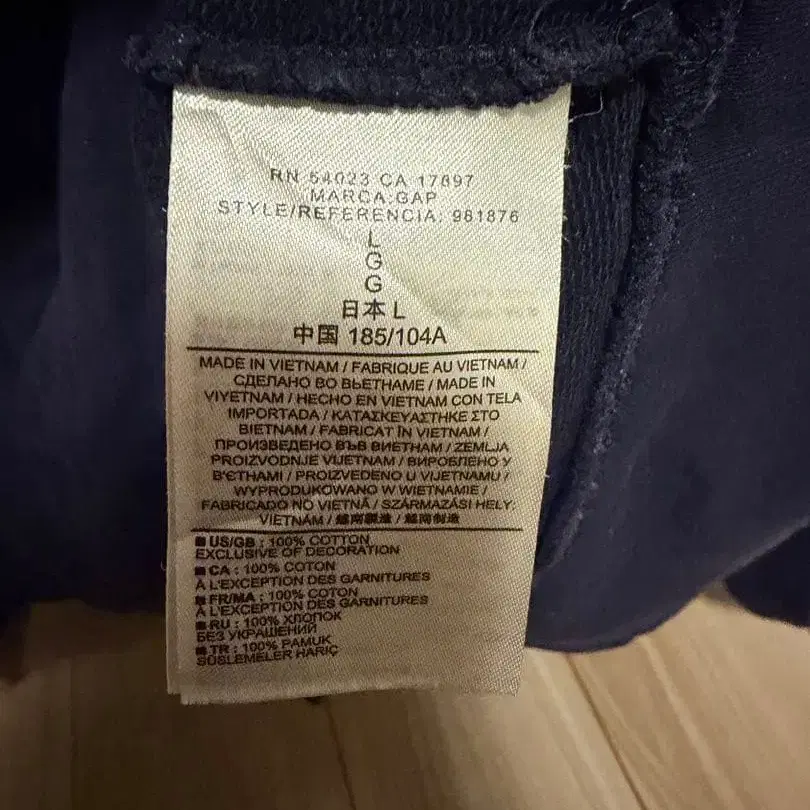 RN 54023 CA 17897
MARCA:GAP
STYLE/REFERENCIA: 981876
L
G
G
日本 L
中国 185/104A
MADE IN VIETNAM / FABRIQUE AU VIETNAM /
СДЕЛАНО ВО ВЬЕТНАМЕ / MADE IN
VIYETNAM / HECHO EN VIETNAM CON TELA
IMPORTADA / ΚΑΤΑΣΚΕΥΑΣΤΗΚΕ ΣΤΟ
ΒΙΕΤΝΑΜ / FABRICAT ÎN VIETNAM /
ПРОИЗВЕДЕНО ВЪВ ВИЕТНАМ / ZEMLJA
PROIZVODNJE VIJETNAM / ВИРОБЛЕНО У
В'ЄТНАМІ / PROIZVEDENO U VIJETNAMU /
WYPRODUKOWANO W WIETNAMIE /
FABRICADO NO VIETNÃ / SZÁRMAZÁSI HELY:
VIETNÁM / 越南製造 / 越南制造
■ US/GB : 100% COTTON
EXCLUSIVE OF DECORATION
■ CA : 100% COTON
À L'EXCEPTION DES GARNITURES
■ FR/MA : 100% COTON
À L'EXCEPTION DES GARNITURES
■ RU : 100% ХЛОПОК
БЕЗ УКРАШЕНИЙ
■ TR : 100% PAMUK
SÜSLEMELER HARİÇ